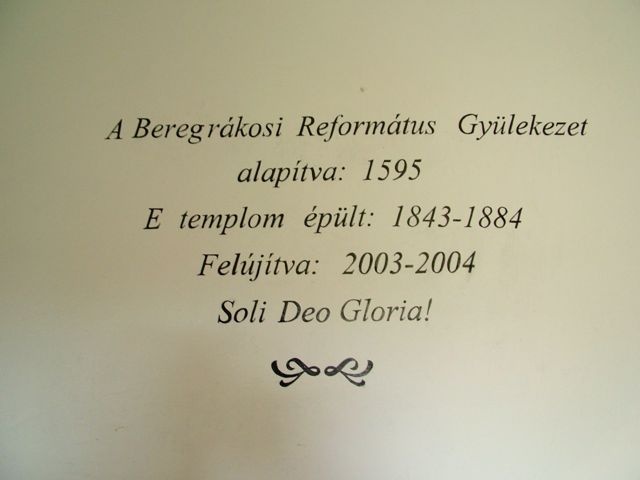 A Beregrákosi Református Gyülekezet
alapítva: 1595
E templom épült: 1843-1884
Felújítva: 2003-2004
Soli Deo Gloria!